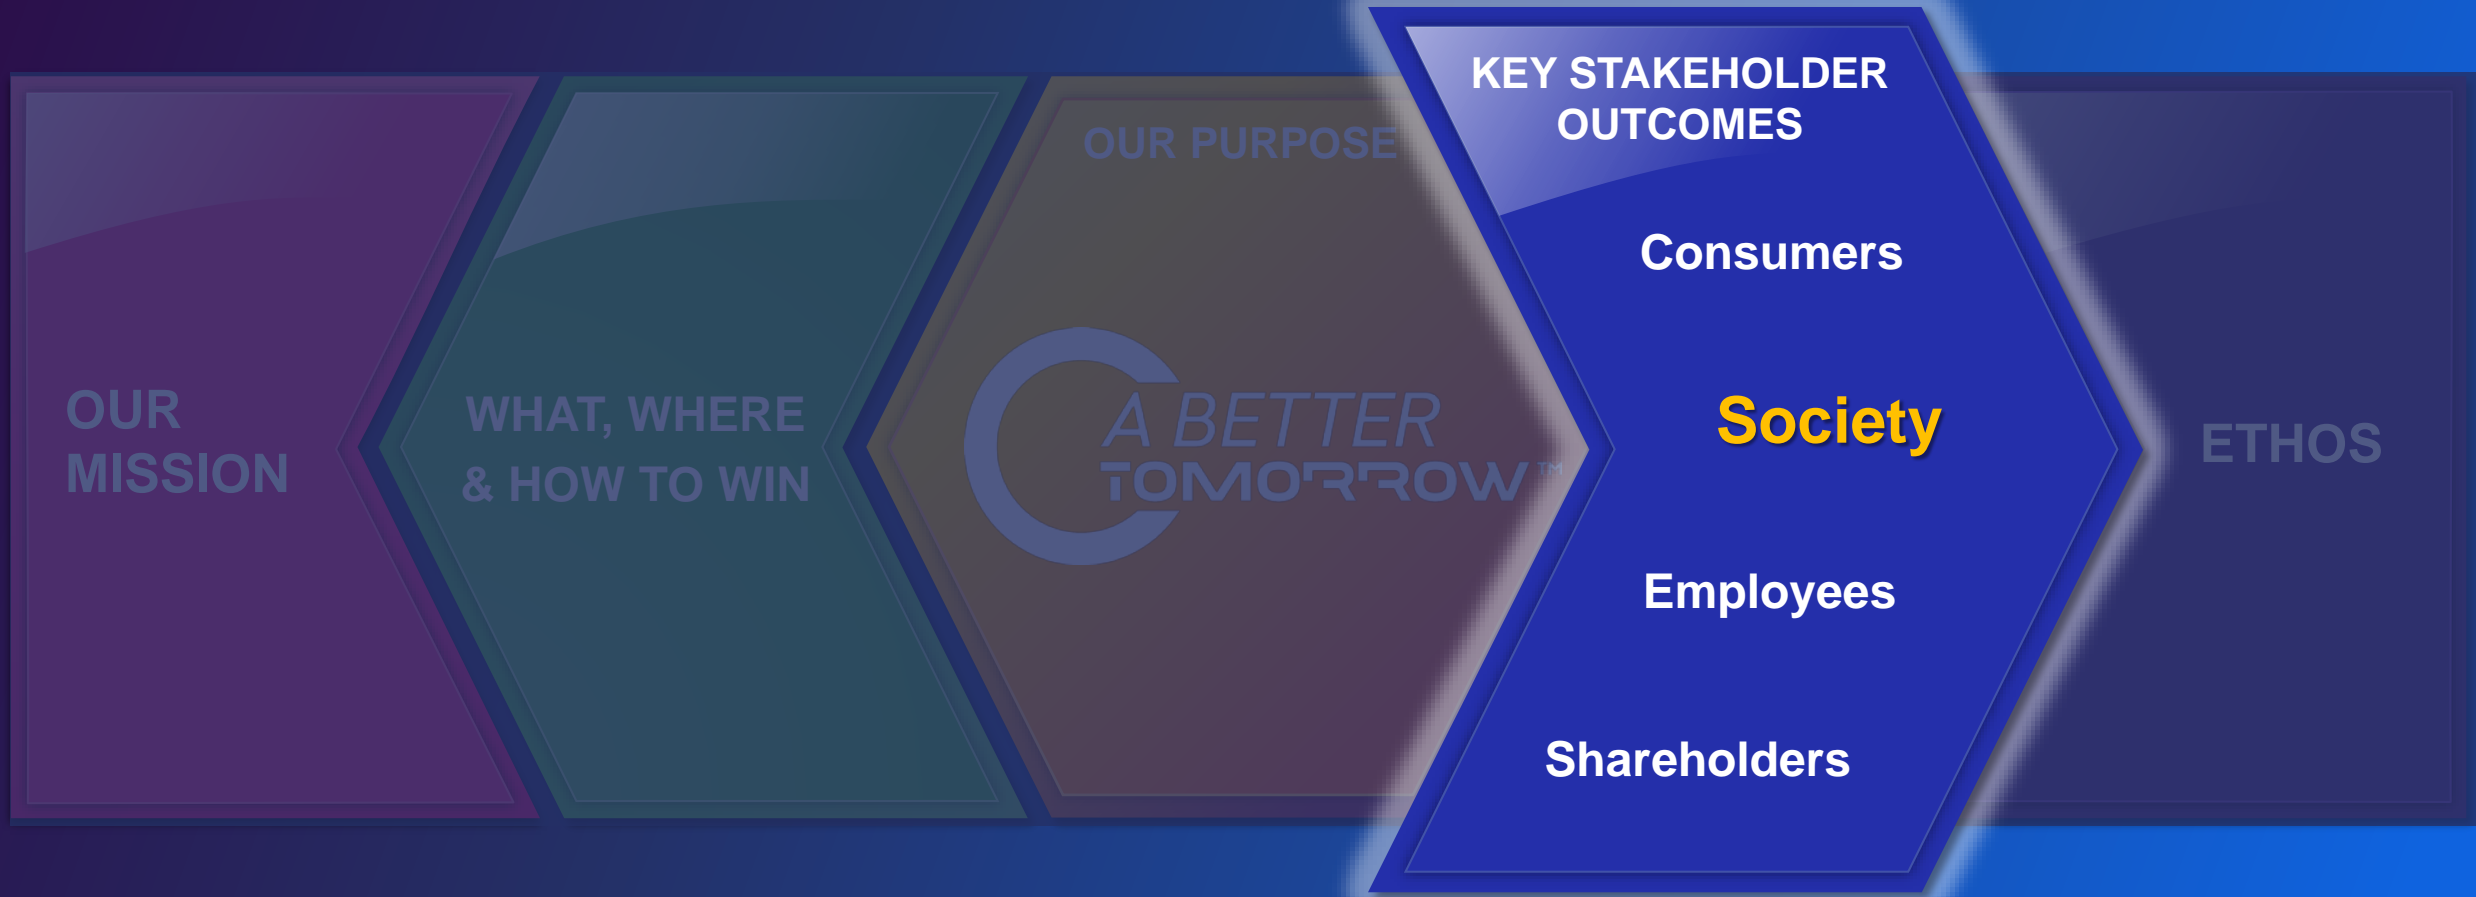 OUR
MISSION
WHAT, WHERE
& HOW TO WIN
OUR PURPOSE
A BETTER
TOMORROW™
KEY STAKEHOLDER
OUTCOMES
Consumers
Society
Employees
Shareholders
ETHOS